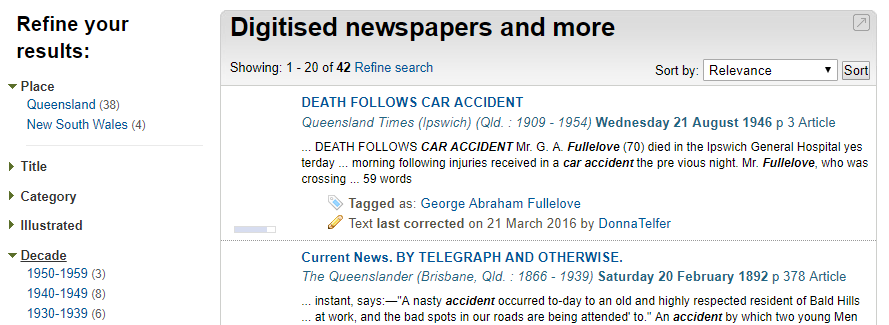 Refine your
results:
Place
Queensland (38)
New South Wales (4)
Title
Category
Illustrated
Decade
1950-1959 (3)
1940-1949 (8)
1930-1939 (6)
Digitised newspapers and more
Showing: 1 - 20 of 42 Refine search
Sort by: Relevance Sort
DEATH FOLLOWS CAR ACCIDENT
Queensland Times (Ipswich) (Qld. : 1909 - 1954) Wednesday 21 August 1946 p 3 Article
... DEATH FOLLOWS CAR ACCIDENT Mr. G. A. Fullelove (70) died in the Ipswich General Hospital yes
terday ... morning following injuries received in a car accident the pre vious night. Mr. Fullelove, who was
crossing ... 59 words
Tagged as: George Abraham Fullelove
Text last corrected on 21 March 2016 by DonnaTelfer
Current News. BY TELEGRAPH AND OTHERWISE.
The Queenslander (Brisbane, Qld. : 1866 - 1939) Saturday 20 February 1892 p 378 Article
... instant, says:—"A nasty accident occurred to-day to an old and highly respected resident of Bald Hills
... at work, and the bad spots in our roads are being attended' to." An accident by which two young Men